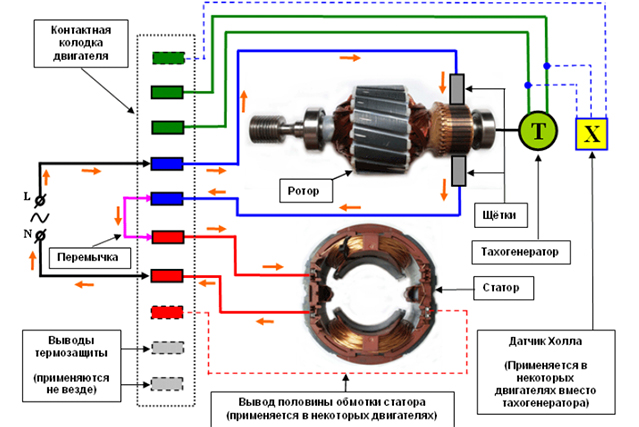 Контактная
колодка
двигателя
L
N
Перемычка
Выводы
термозащиты
(применяются
не везде)
Ротор
Щётки
T
X
Тахогенератор
Статор
Датчик Холла
(Применяется в
некоторых
двигателях вместо
тахогенератора)
Вывод половины обмотки статора
(применяется в некоторых двигателях)